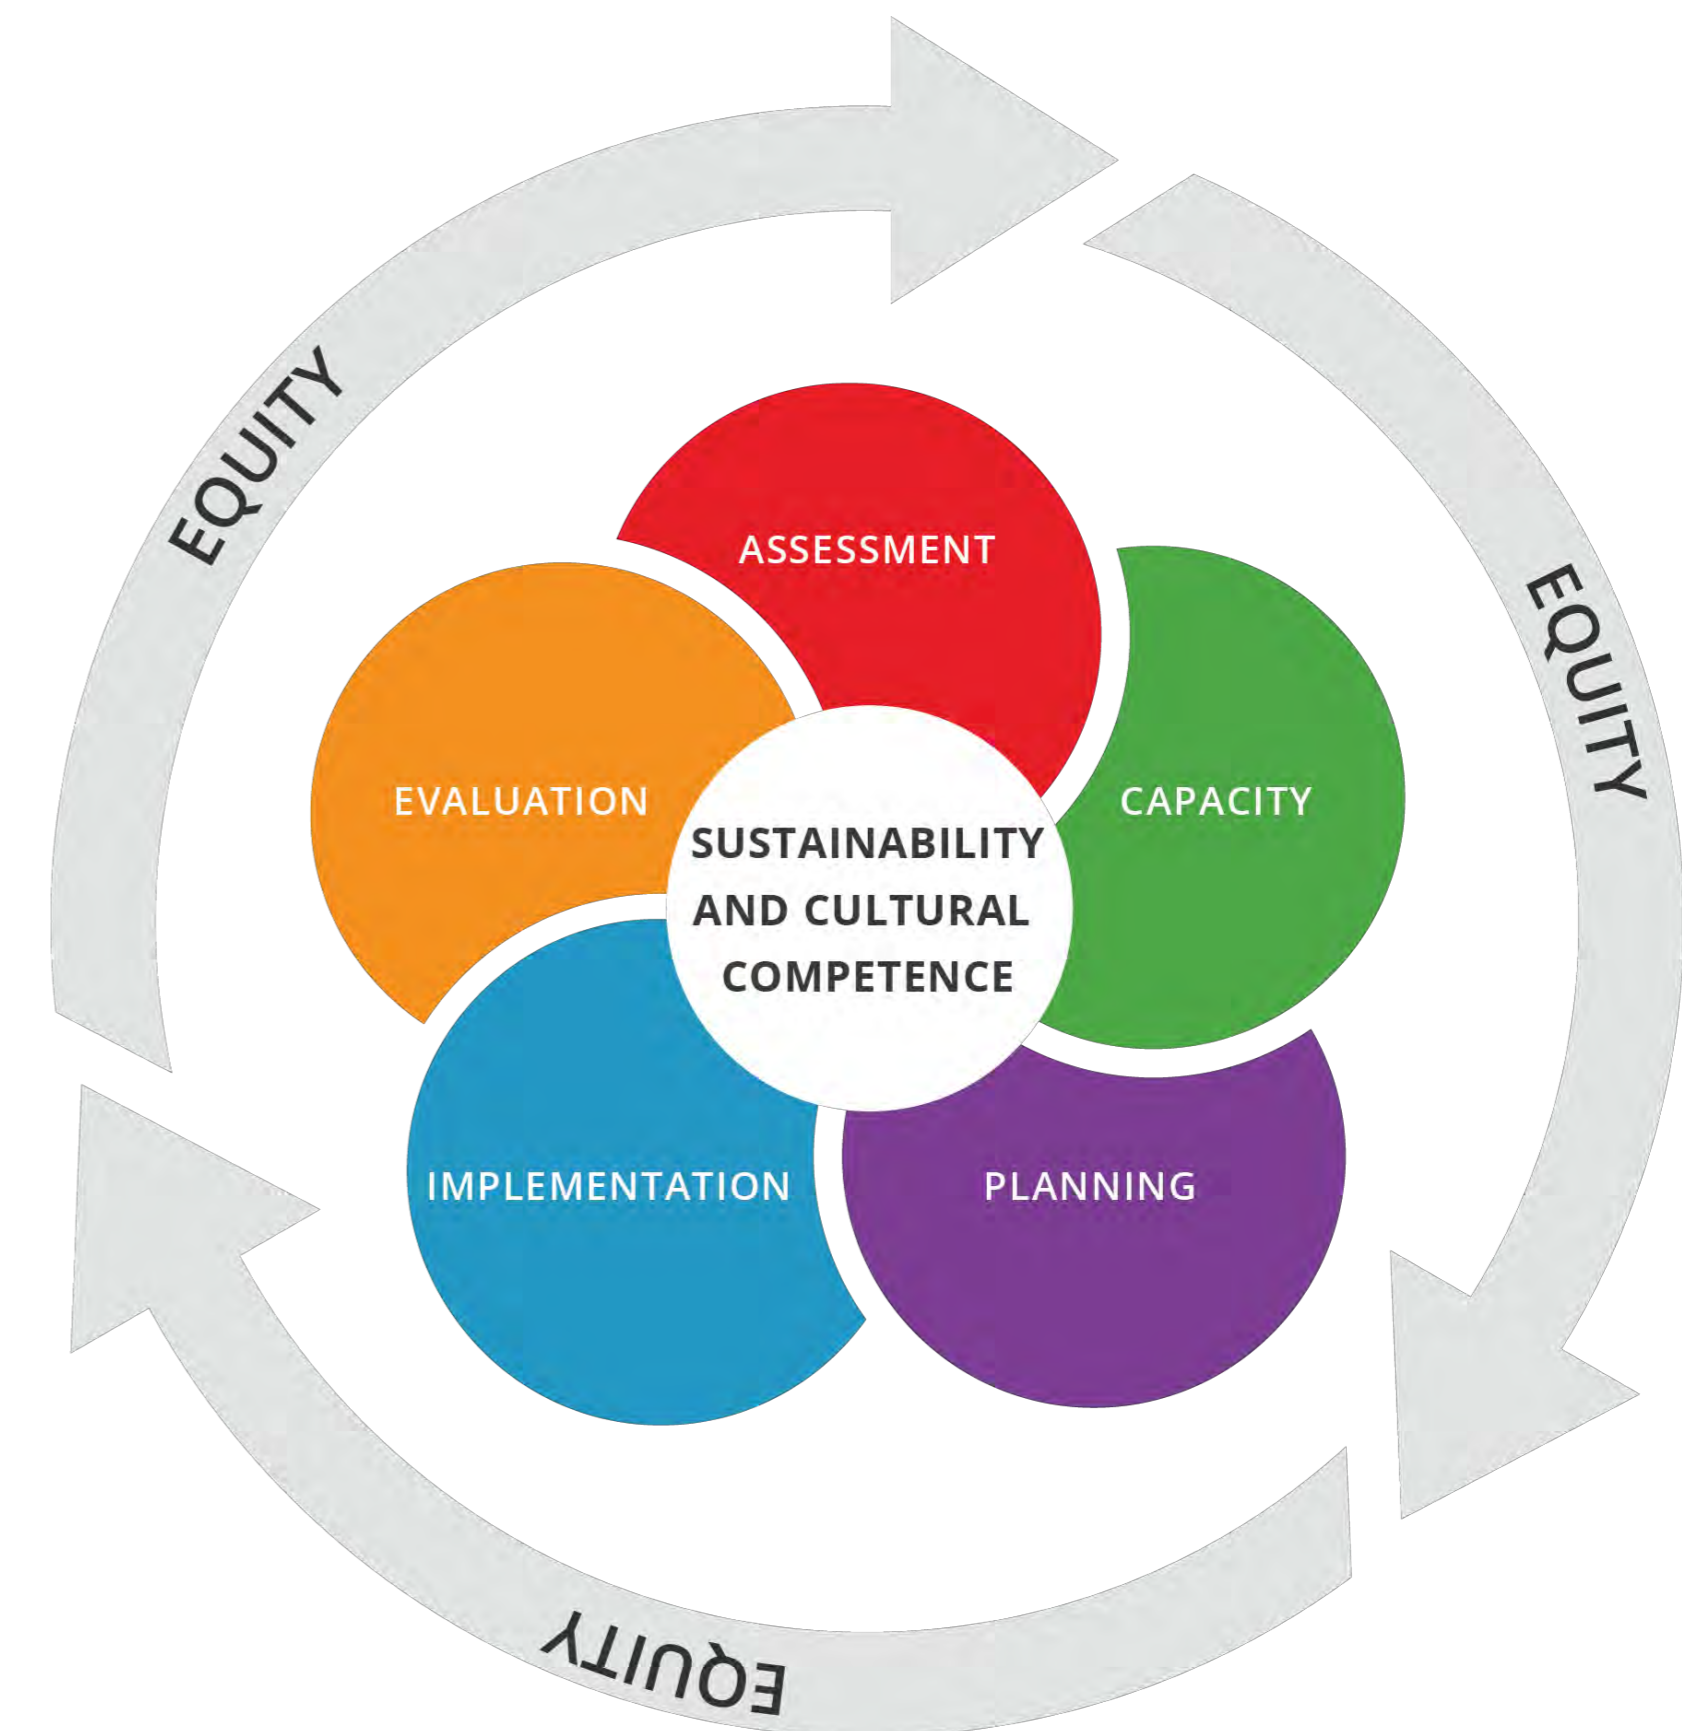 EQUITY
EQUITY
ASSESSMENT
EVALUATION
CAPACITY
SUSTAINABILITY
AND CULTURAL
COMPETENCE
IMPLEMENTATION
PLANNING
EQUITY